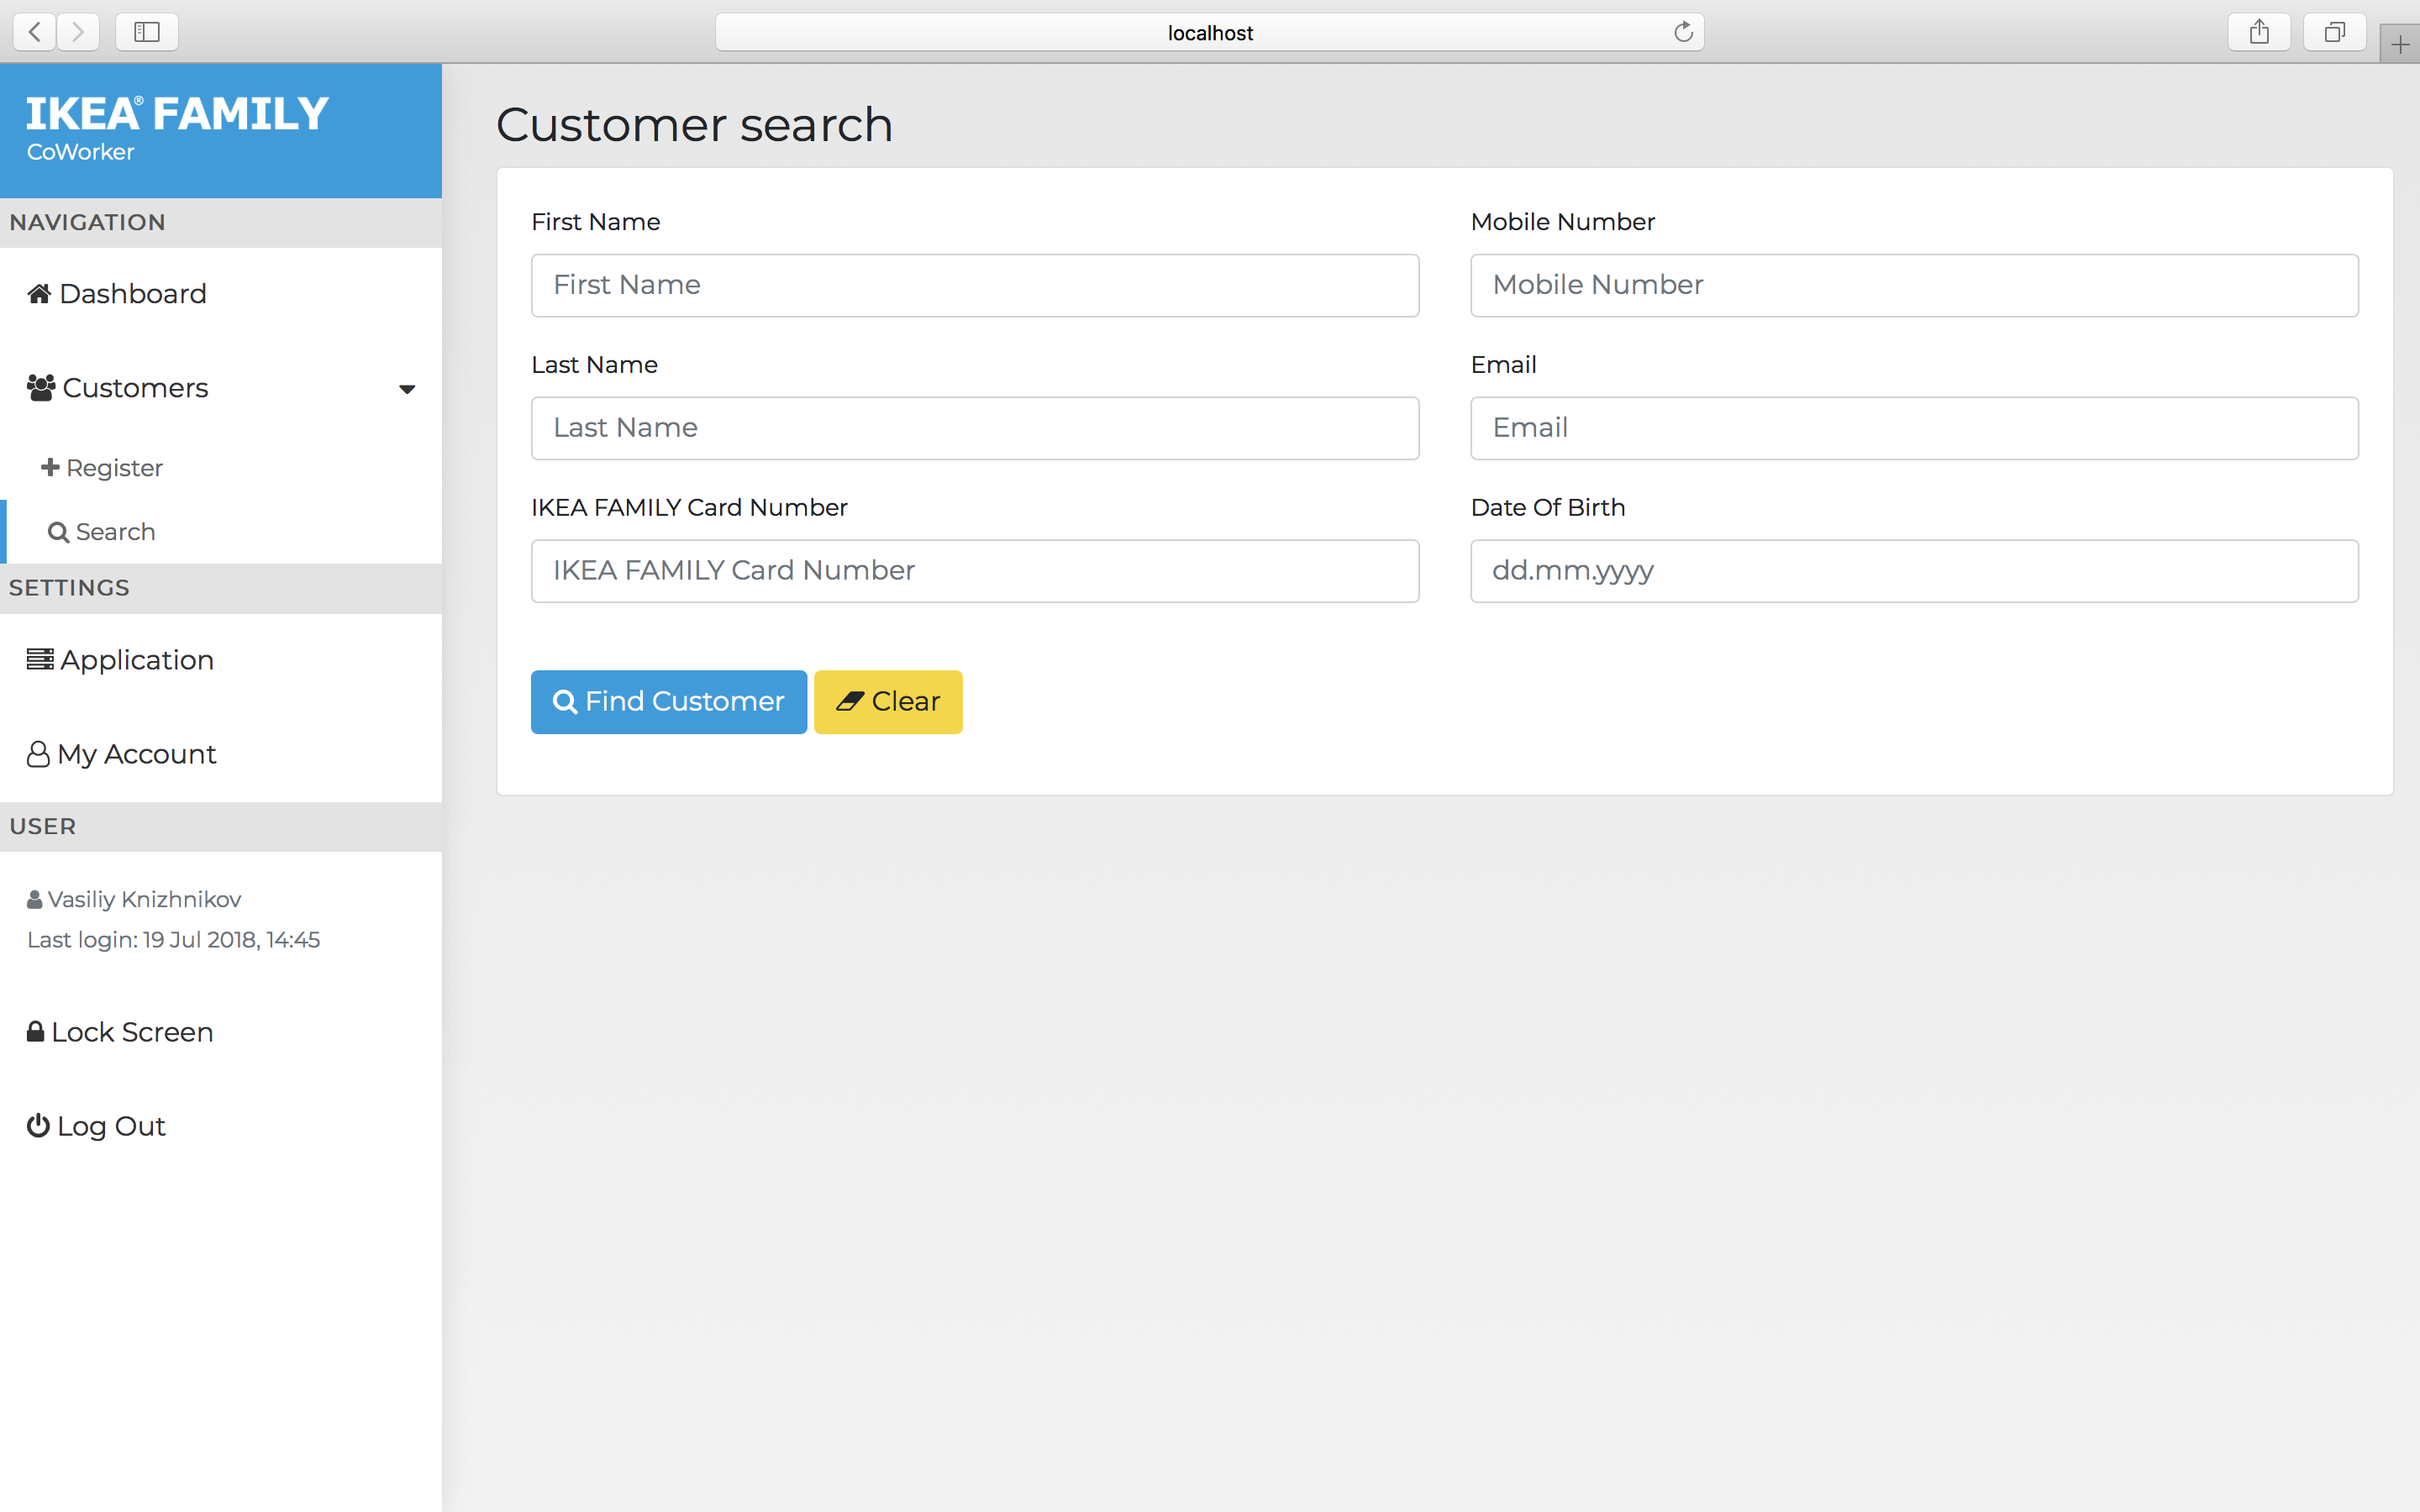 localhost
IKEA® FAMILY
CoWorker
NAVIGATION
Dashboard
Customers
Register
Search
SETTINGS
Application
My Account
USER
Vasiliy Knizhnikov
Last login: 19 Jul 2018, 14:45
Lock Screen
Log Out
Customer search
First Name
First Name
Mobile Number
Mobile Number
Last Name
Last Name
Email
Email
IKEA FAMILY Card Number
IKEA FAMILY Card Number
Date Of Birth
dd.mm.yyyy
Find Customer
Clear